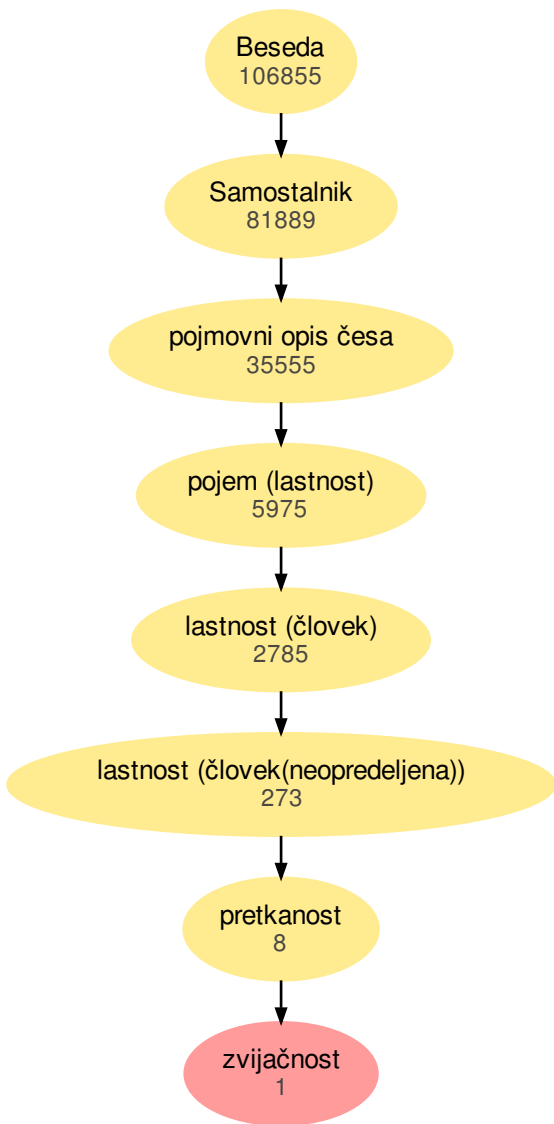 Beseda
106855
Samostalnik
81889
pojmovni opis česa
35555
pojem (lastnost)
5975
lastnost (človek)
2785
lastnost (človek(neopredeljena))
273
pretkanost
8
zvijačnost
1